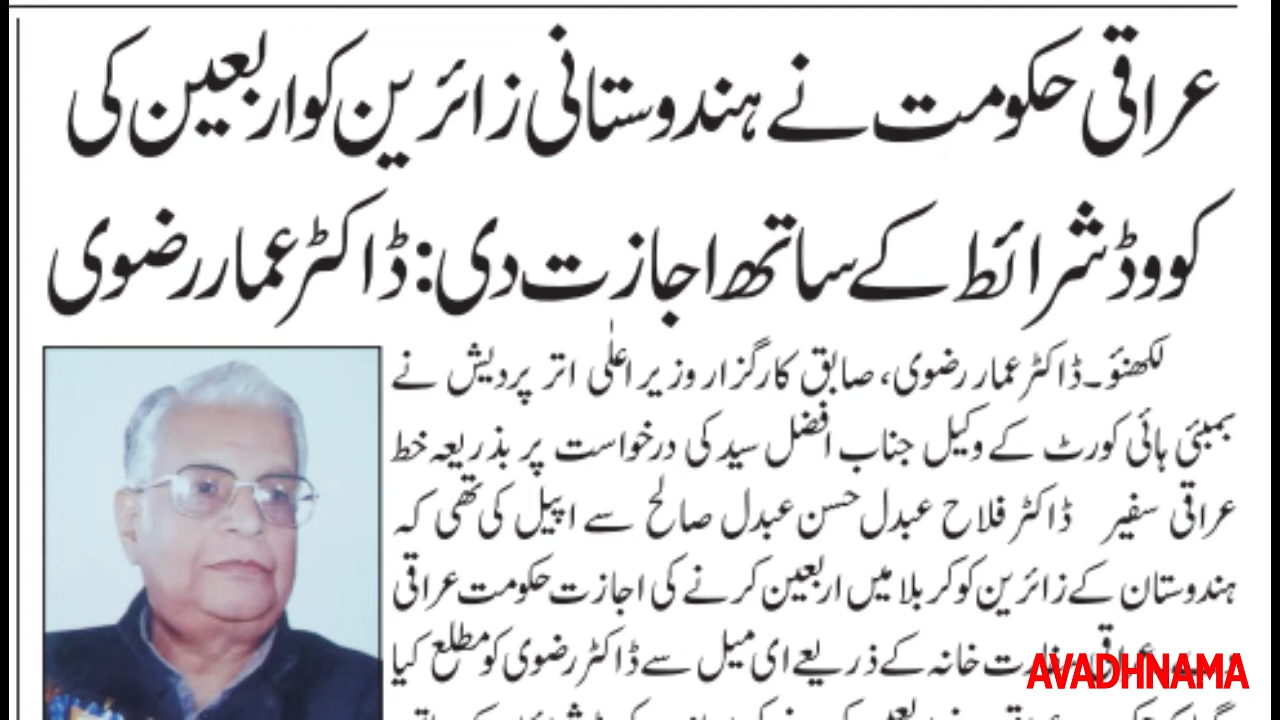 عراقی حکومت نے ہندوستانی زائرین کو اربعین کی
کووڈ شرائط کے ساتھ اجازت دی: ڈاکٹر عمار رضوی
لکھنؤ۔ڈاکٹر عمار رضوی، صابق کارگزار وزیر اعلٰی اتر پردیش نے
بمبئی ہائی کورٹ کے وکیل جناب افضل سید کی درخواست پر بذریعہ خط
عراقی سفیر ڈاکٹر فلاح عبدل حسن عبدل صالح سے اپیل کی تھی کہ
ہندوستان کے زائرین کو کربلا میں اربعین کرنے کی اجازت حکومت عراقی
خانہ کے ذریعے ای میل سے ڈاکٹر رضوی کو مطلع کیا
AVADHNAMA